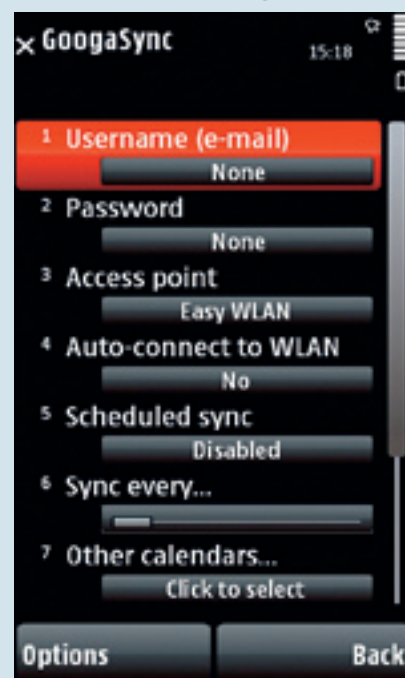 GoogaSync
15:18
1 Username (e-mail)
None
2 Password
None
3 Access point
Easy WLAN
4 Auto-connect to WLAN
No
5 Scheduled sync
Disabled
6 Sync every...
7 Other calendars...
Click to select
Options Back